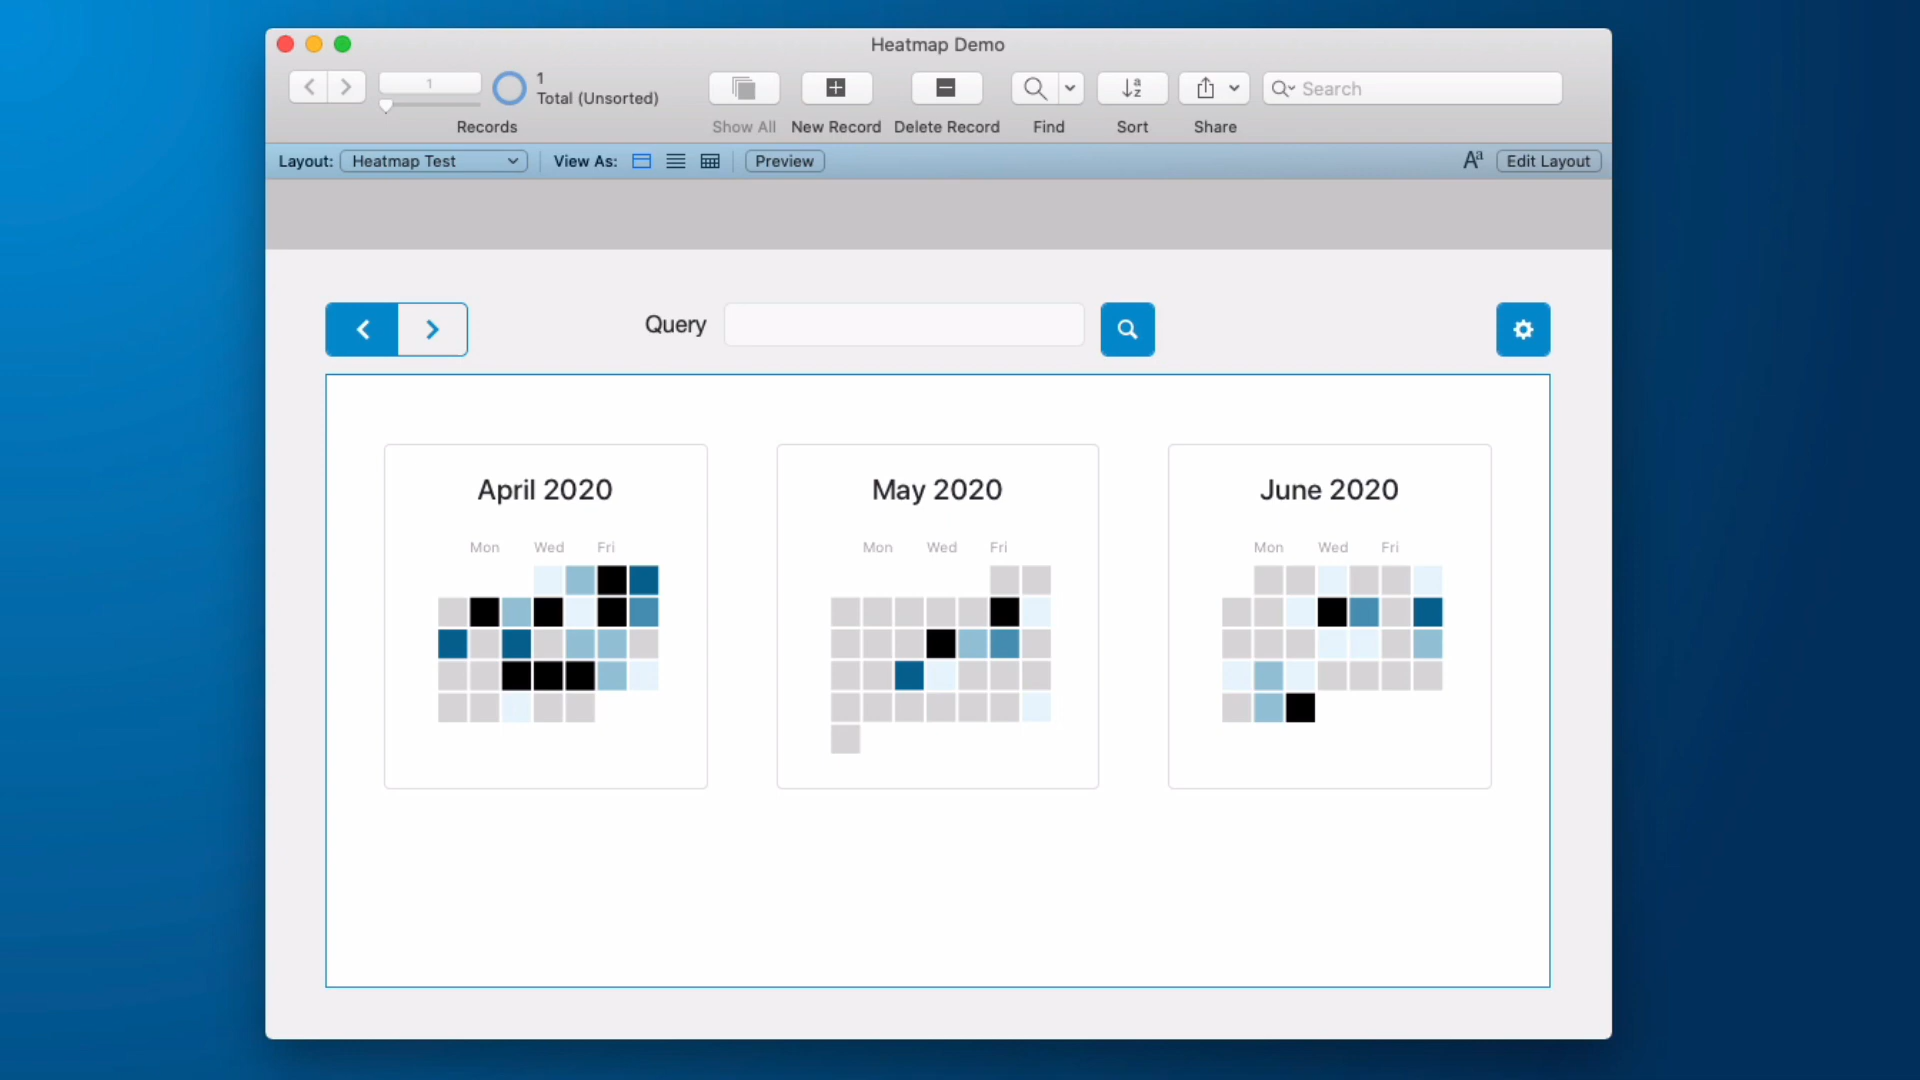 Heatmap Demo
1
1
Total (Unsorted)
Search
Records
Show All
New Record
Delete Record
Find
Sort
Share
Layout: Heatmap Test
View As:
Preview
Aa
Edit Layout
Query
April 2020
May 2020
June 2020
Mon Wed Fri
Mon Wed Fri
Mon Wed Fri